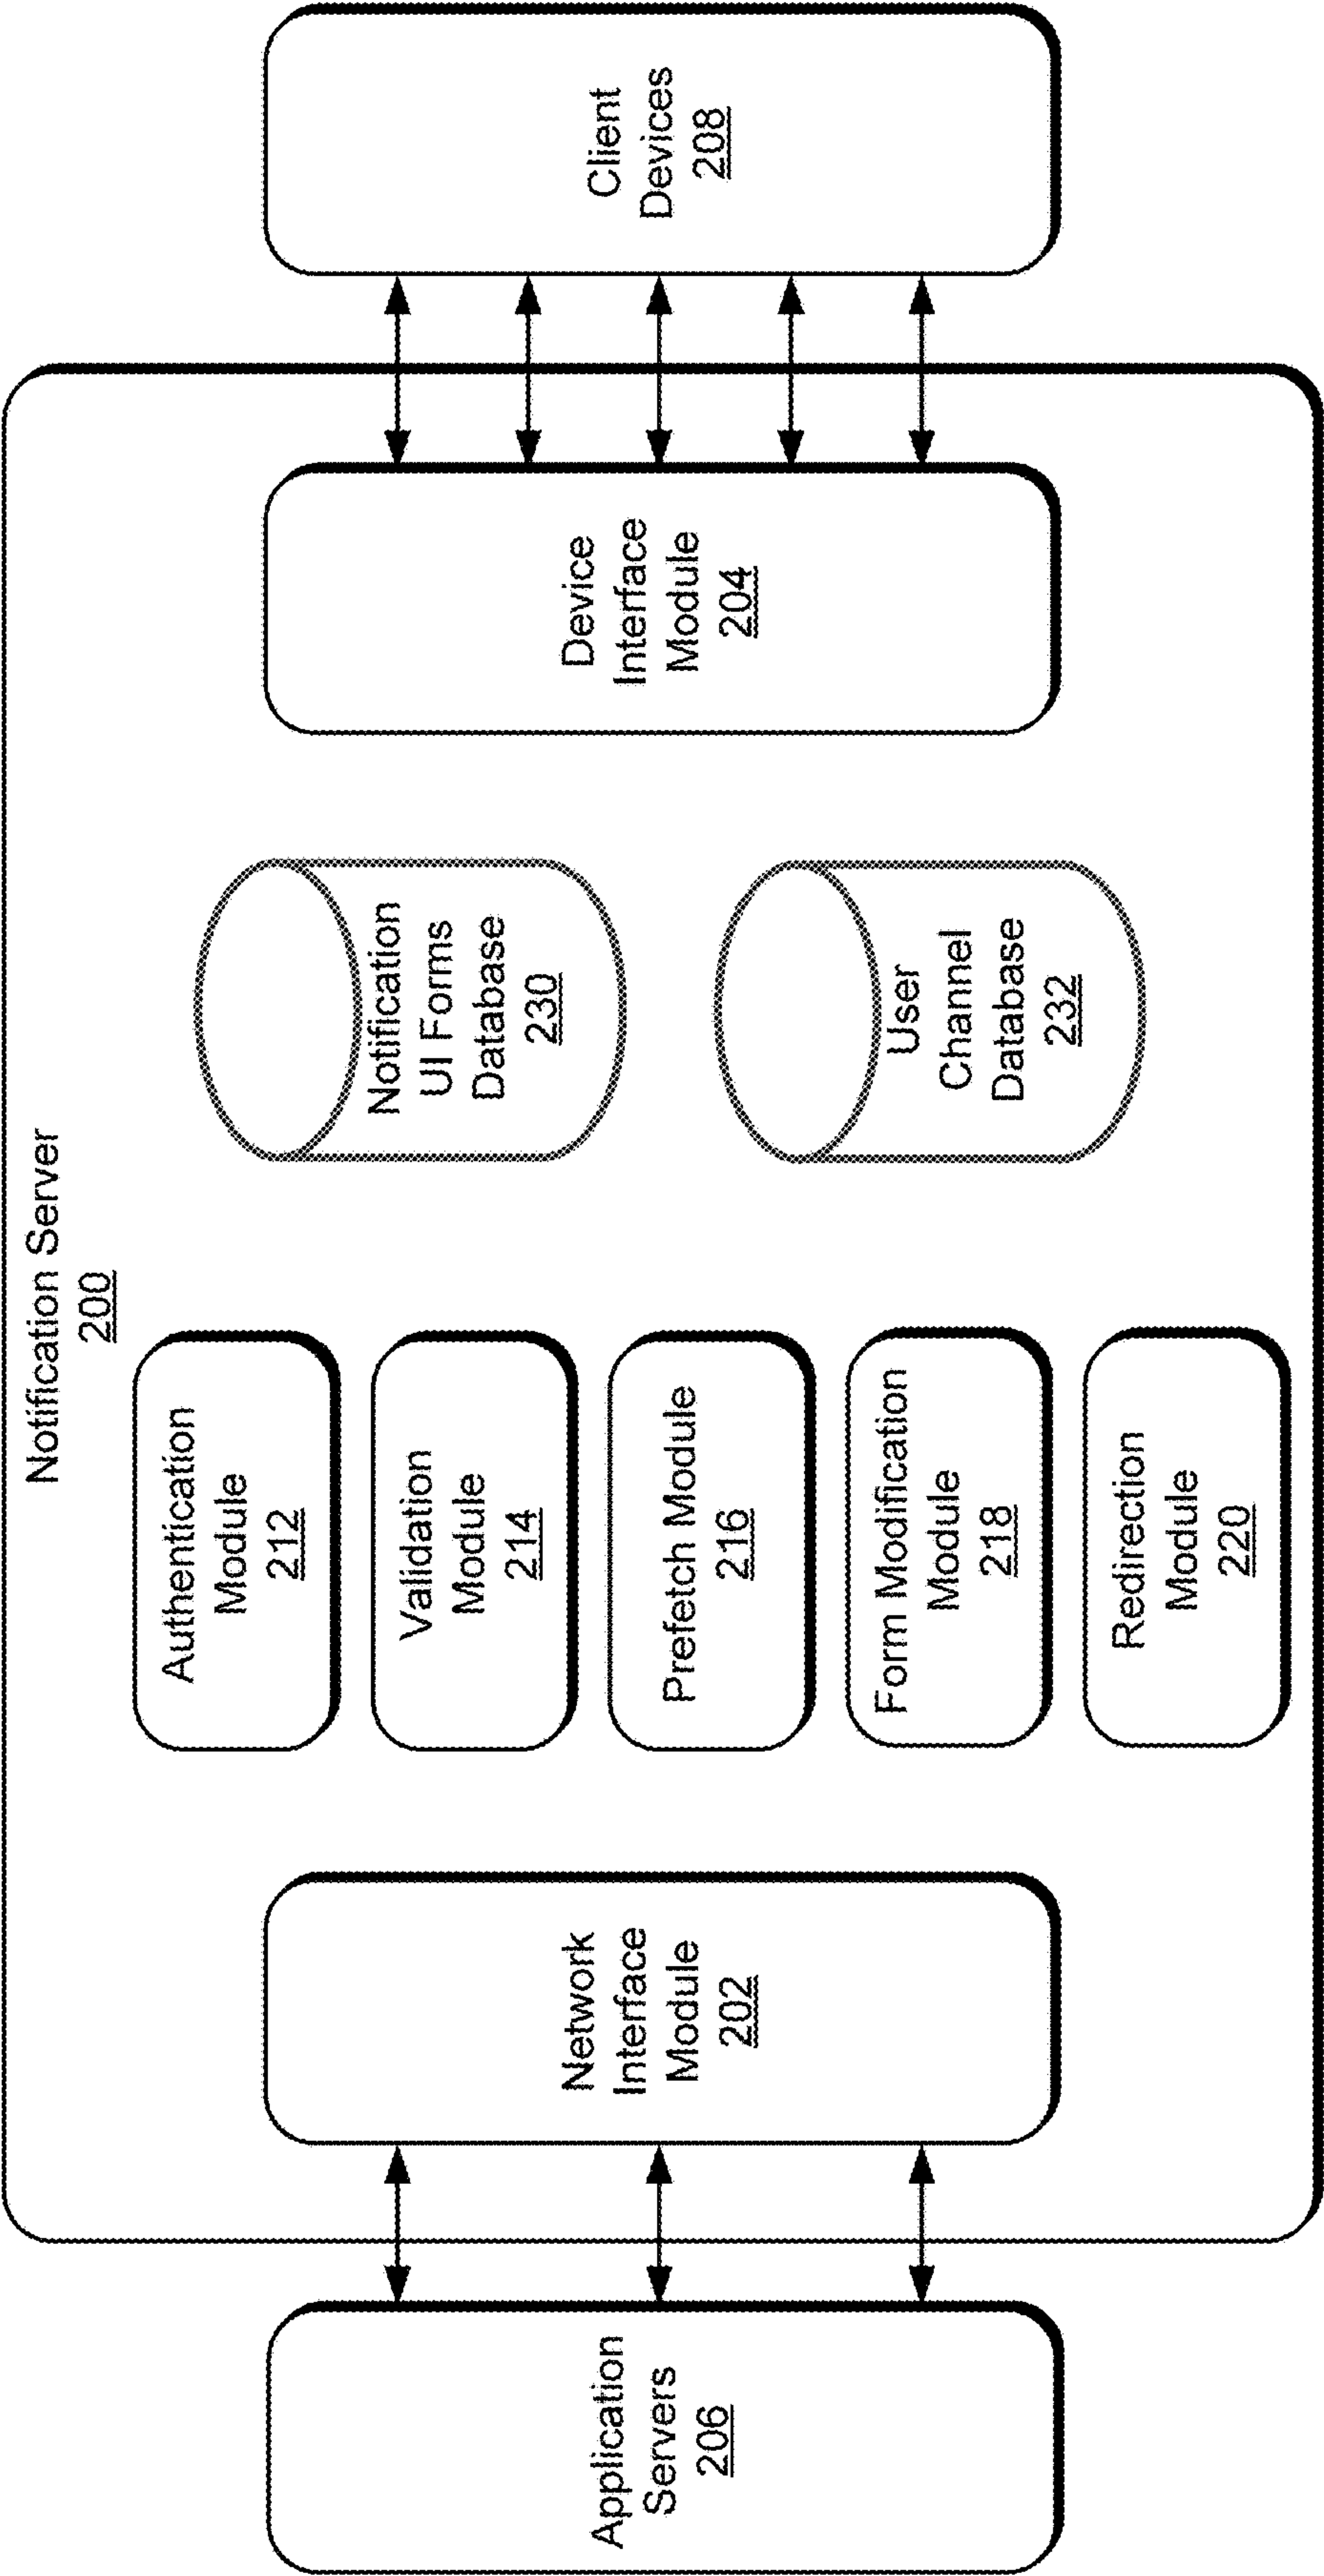 Notification Server
200
Application
Servers
206
Network
Interface
Module
202
Authentication
Module
212
Validation
Module
214
Prefetch Module
216
Form Modification
Module
218
Redirection
Module
220
Notification
UI Forms
Database
230
User
Channel
Database
232
Device
Interface
Module
204
Client
Devices
208